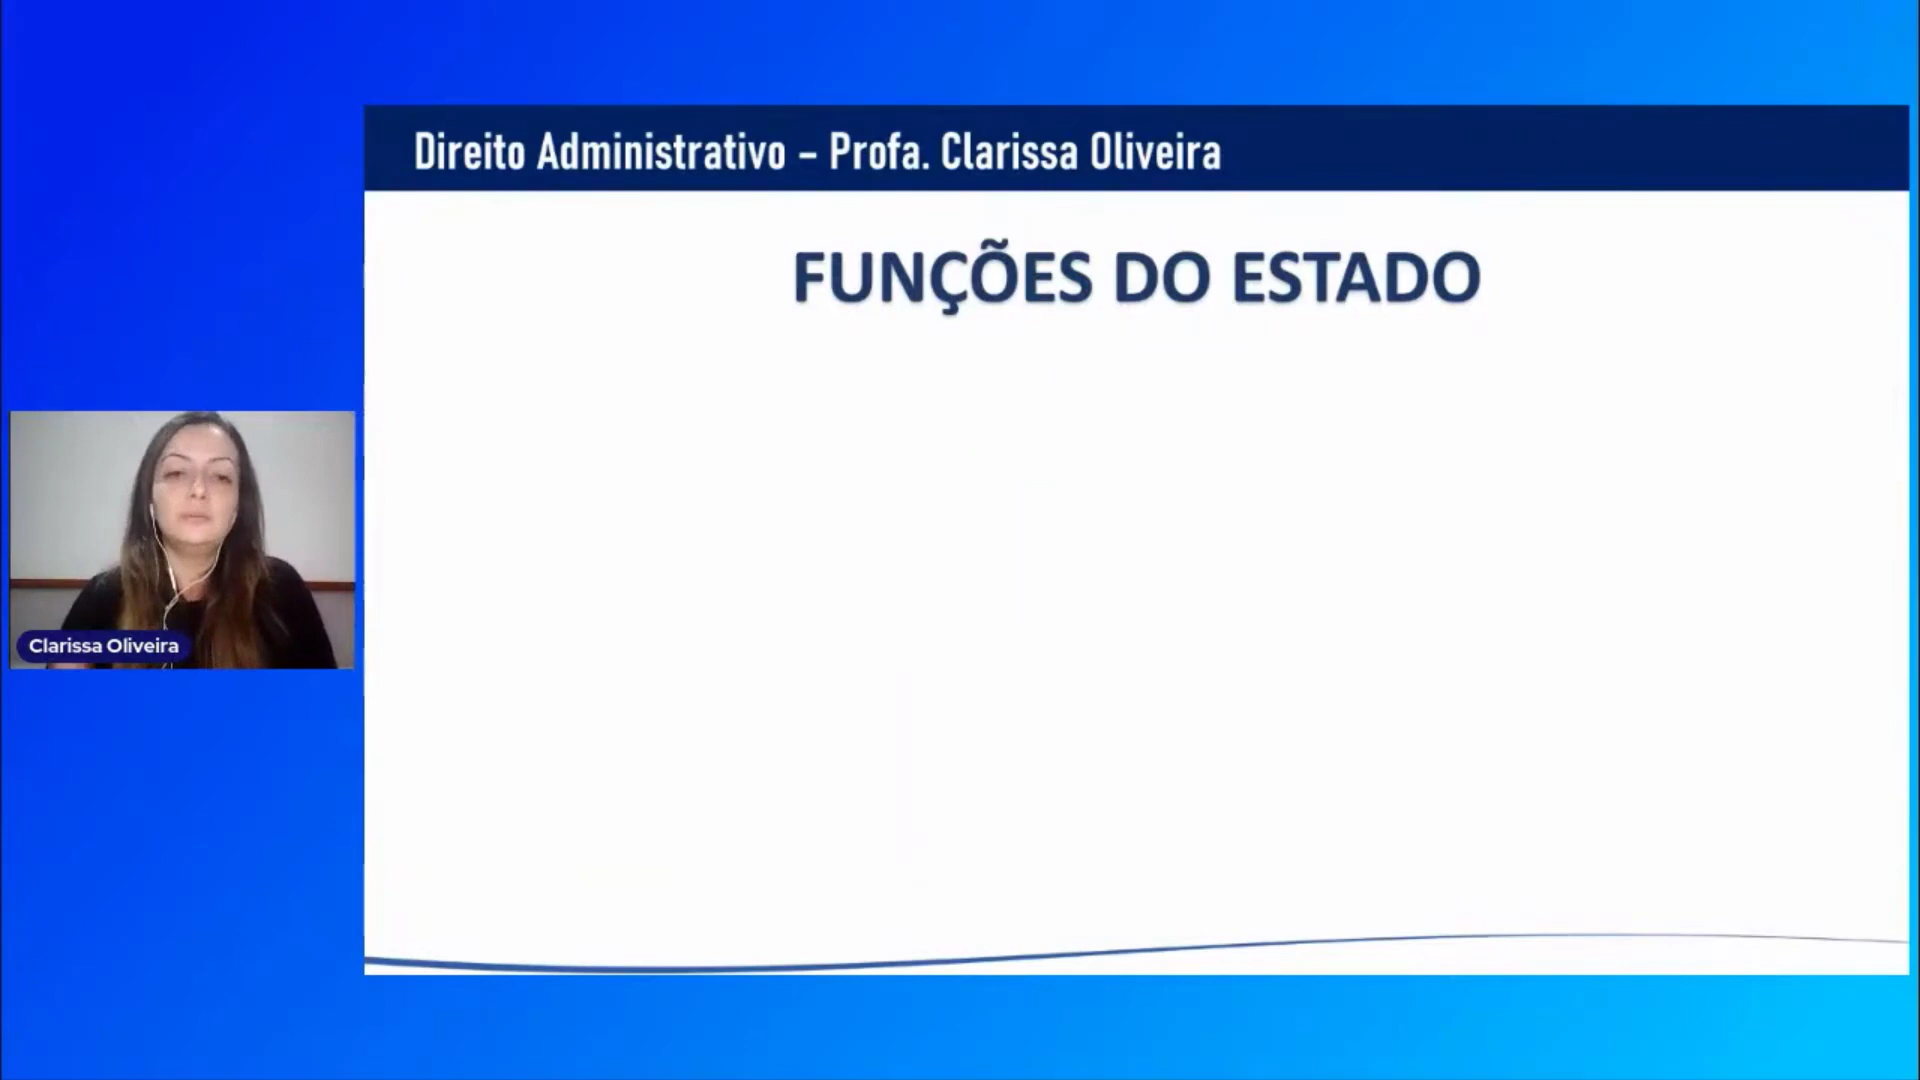 Direito Administrativo – Profa. Clarissa Oliveira
FUNÇÕES DO ESTADO
Clarissa Oliveira